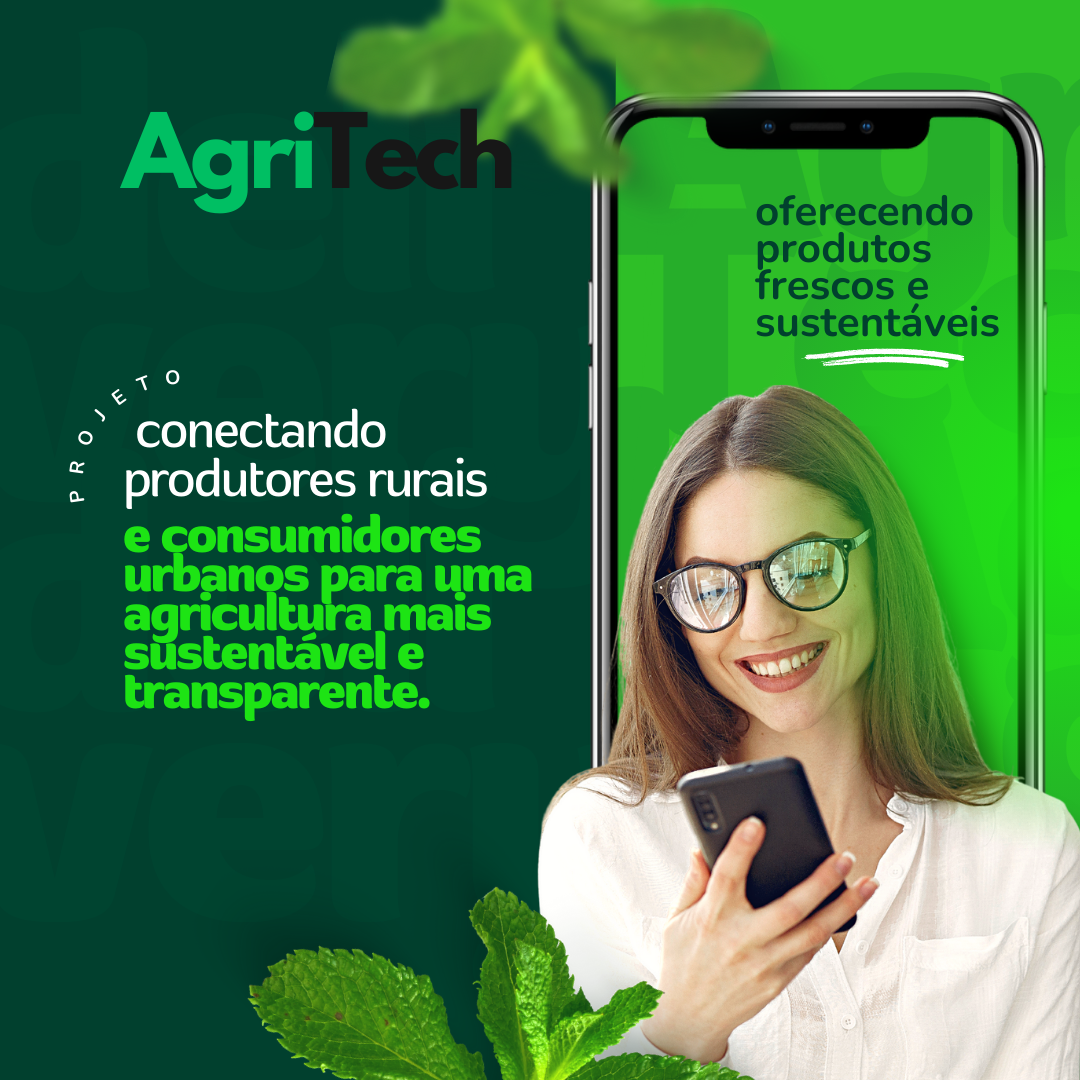 AgriTech
PROJETO
conectando
produtores rurais
e consumidores
urbanos para uma
agricultura mais
sustentável e
transparente.
oferecendo
produtos
frescos e
sustentáveis